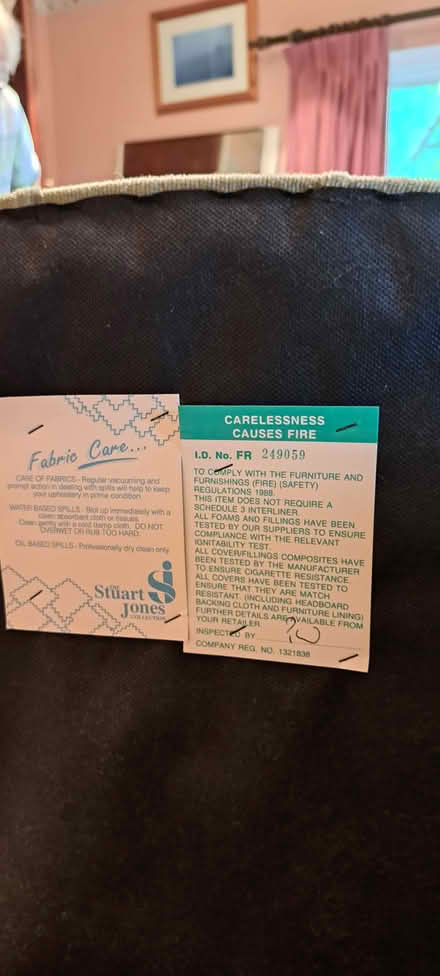 Fabric Care...
CARE OF FABRICS - Regular vacuuming and
prompt action in dealing with spills will help to keep
your upholstery in prime condition.
WATER BASED SPILLS - Blot up immediately with a
clean absorbent cloth or tissues.
Clean gently with a cold damp cloth. DO NOT
OVERWET OR RUB TOO HARD.
OIL BASED SPILLS - Professionally dry clean only.
THE
Stuart
Jones
COLLECTION
CARELESSNESS
CAUSES FIRE
I.D. No. FR 249059
TO COMPLY WITH THE FURNITURE AND
FURNISHINGS (FIRE) (SAFETY)
REGULATIONS 1988.
THIS ITEM DOES NOT REQUIRE A
SCHEDULE 3 INTERLINER.
ALL FOAMS AND FILLINGS HAVE BEEN
TESTED BY OUR SUPPLIERS TO ENSURE
COMPLIANCE WITH THE RELEVANT
IGNITABILITY TEST.
ALL COVER/FILLINGS COMPOSITES HAVE
BEEN TESTED BY THE MANUFACTURER
TO ENSURE CIGARETTE RESISTANCE.
ALL COVERS HAVE BEEN TESTED TO
ENSURE THAT THEY ARE MATCH
RESISTANT. (INCLUDING HEADBOARD
BACKING CLOTH AND FURNITURE LINING)
FURTHER DETAILS ARE AVAILABLE FROM
YOUR RETAILER.
INSPECTED BY
COMPANY REG. NO. 1321838